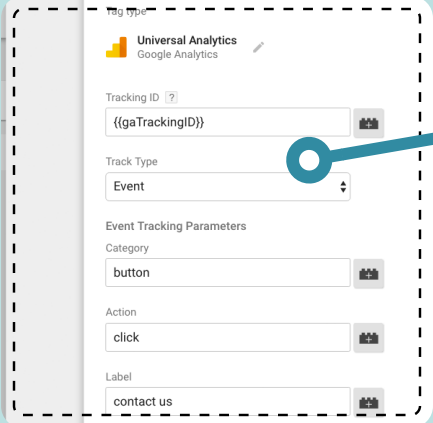 Tag type
Universal Analytics
Google Analytics
Tracking ID ?
{{gaTrackingID}}
Track Type
Event
Event Tracking Parameters
Category
button
Action
click
Label
contact us